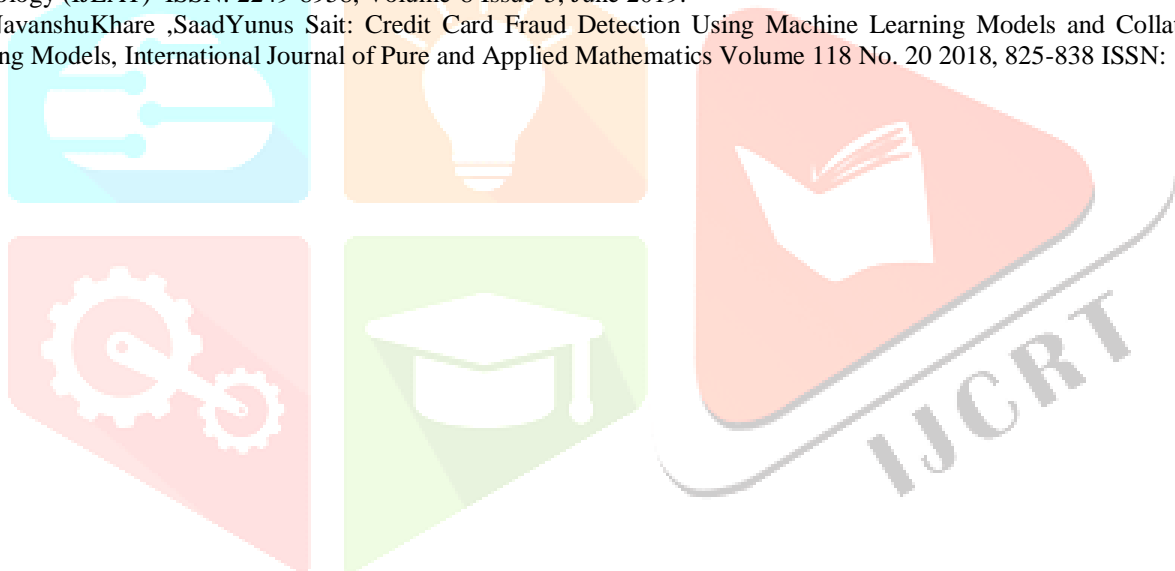 ology (IJEAT) ISSN: 2249-8958, Volume-8 Issue-5, June 2019.
NavanshuKhare ,SaadYunus Sait: Credit Card Fraud Detection Using Machine Learning Models and Colla
ng Models, International Journal of Pure and Applied Mathematics Volume 118 No. 20 2018, 825-838 ISSN:
IJCRT